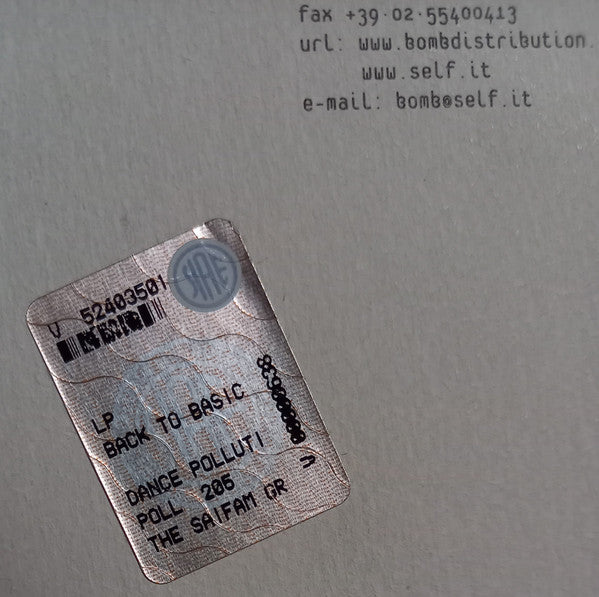 fax +39·02·55400413
url: www.bombdistribution.
www.self.it
e-mail: bomb@self.it
V 52403501
LP
BACK TO BASIC
DANCE POLLUTI
POLL 206
THE SAIFAM GR
V